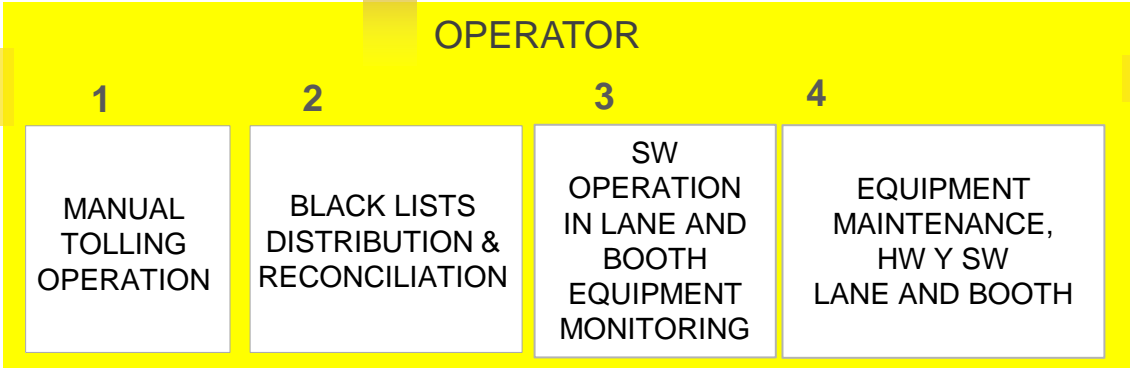 OPERATOR
1
2
3
4
MANUAL
TOLLING
OPERATION
BLACK LISTS
DISTRIBUTION &
RECONCILIATION
SW
OPERATION
IN LANE AND
BOOTH
EQUIPMENT
MONITORING
EQUIPMENT
MAINTENANCE,
HW Y SW
LANE AND BOOTH